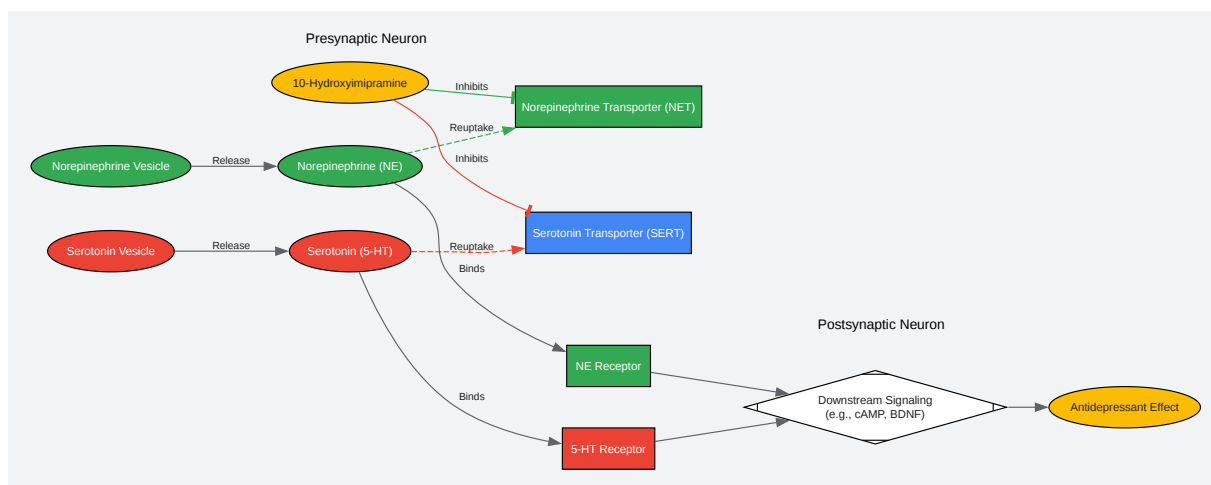 Presynaptic Neuron
10-Hydroxyimipramine
Inhibits
Norepinephrine Transporter (NET)
Reuptake
Inhibits
Norepinephrine Vesicle
Release
Norepinephrine (NE)
Serotonin Transporter (SERT)
Serotonin Vesicle
Release
Serotonin (5-HT)
Reuptake
Binds
Postsynaptic Neuron
NE Receptor
Binds
Downstream Signaling
(e.g., cAMP, BDNF)
Antidepressant Effect
5-HT Receptor